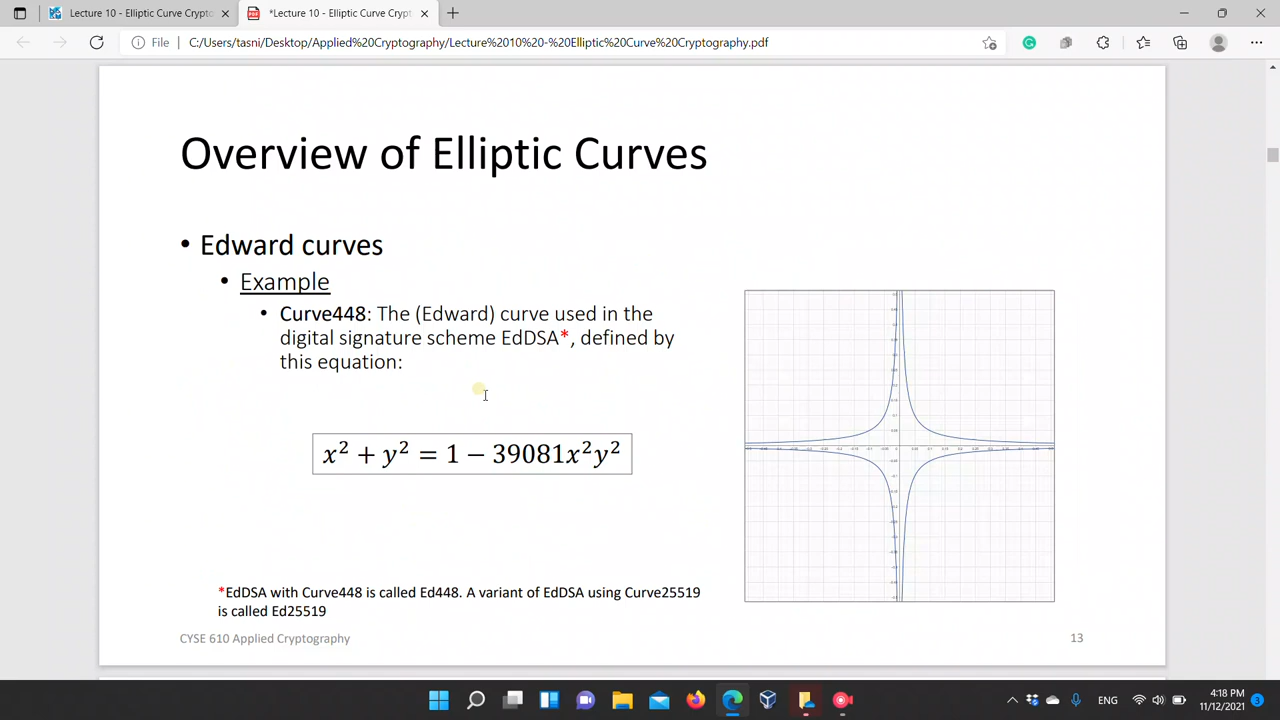 Lecture 10 - Elliptic Curve Crypto
*Lecture 10 - Elliptic Curve Crypt
File
C:/Users/tasni/Desktop/Applied%20Cryptography/Lecture%2010%20-%20Elliptic%20Curve%20Cryptography.pdf
Overview of Elliptic Curves
• Edward curves
• Example
• Curve448: The (Edward) curve used in the
digital signature scheme EdDSA*, defined by
this equation:
x² + y² = 1 − 39081x²y²
*EdDSA with Curve448 is called Ed448. A variant of EdDSA using Curve25519
is called Ed25519
CYSE 610 Applied Cryptography
13
ENG
4:18 PM
11/12/2021
3